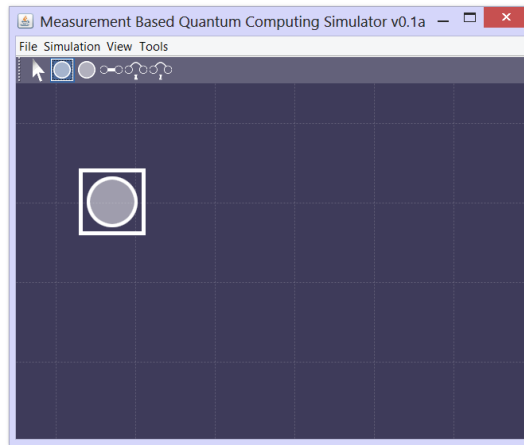 Measurement Based Quantum Computing Simulator v0.1a
File Simulation View Tools